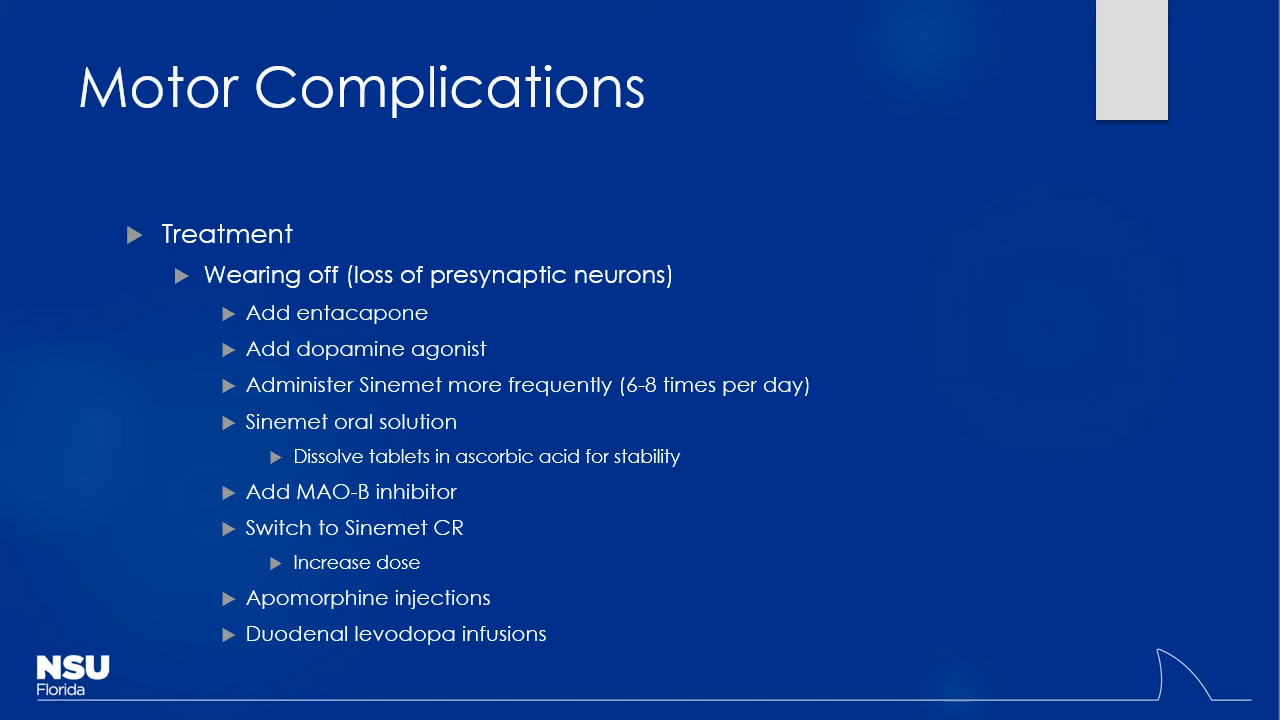 Motor Complications
Treatment
Wearing off (loss of presynaptic neurons)
Add entacapone
Add dopamine agonist
Administer Sinemet more frequently (6-8 times per day)
Sinemet oral solution
Dissolve tablets in ascorbic acid for stability
Add MAO-B inhibitor
Switch to Sinemet CR
Increase dose
Apomorphine injections
Duodenal levodopa infusions
NSU
Florida